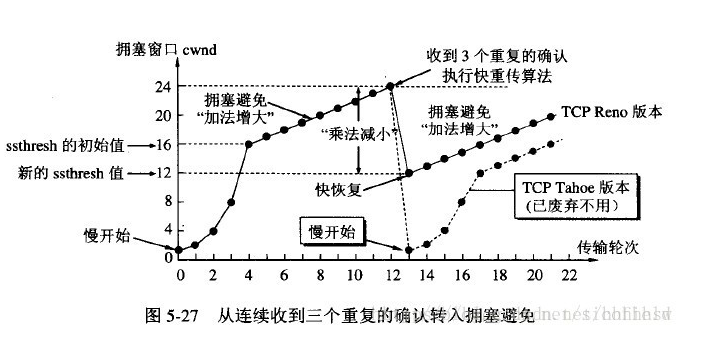 拥塞窗口 cwnd
收到 3 个重复的确认
执行快重传算法
24
20
16
12
8
4
0
拥塞避免
“加法增大”
“乘法减小”
拥塞避免
“加法增大”
TCP Reno 版本
ssthresh 的初始值
新的 ssthresh 值
快恢复
TCP Tahoe 版本
(已废弃不用)
慢开始
慢开始
传输轮次
0 2 4 6 8 10 12 14 16 18 20 22
图 5-27 从连续收到三个重复的确认转入拥塞避免